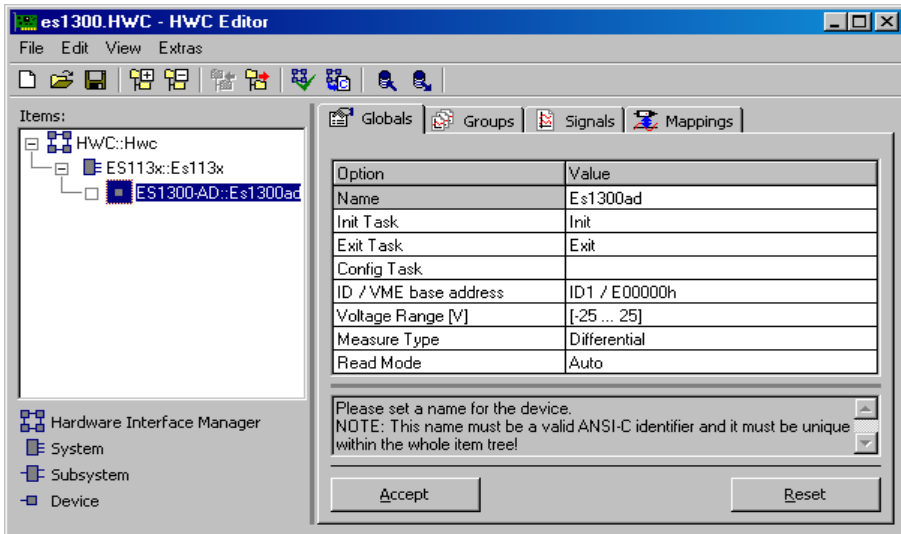 es1300.HWC - HWC Editor
File Edit View Extras
Items:
HWC::Hwc
ES113x::Es113x
ES1300-AD::Es1300ad
Hardware Interface Manager
System
Subsystem
Device
Globals Groups Signals Mappings
Option Value
Name Es1300ad
Init Task Init
Exit Task Exit
Config Task
ID / VME base address ID1 / E00000h
Voltage Range [V] [-25 ... 25]
Measure Type Differential
Read Mode Auto
Please set a name for the device.
NOTE: This name must be a valid ANSI-C identifier and it must be unique
within the whole item tree!
Accept Reset